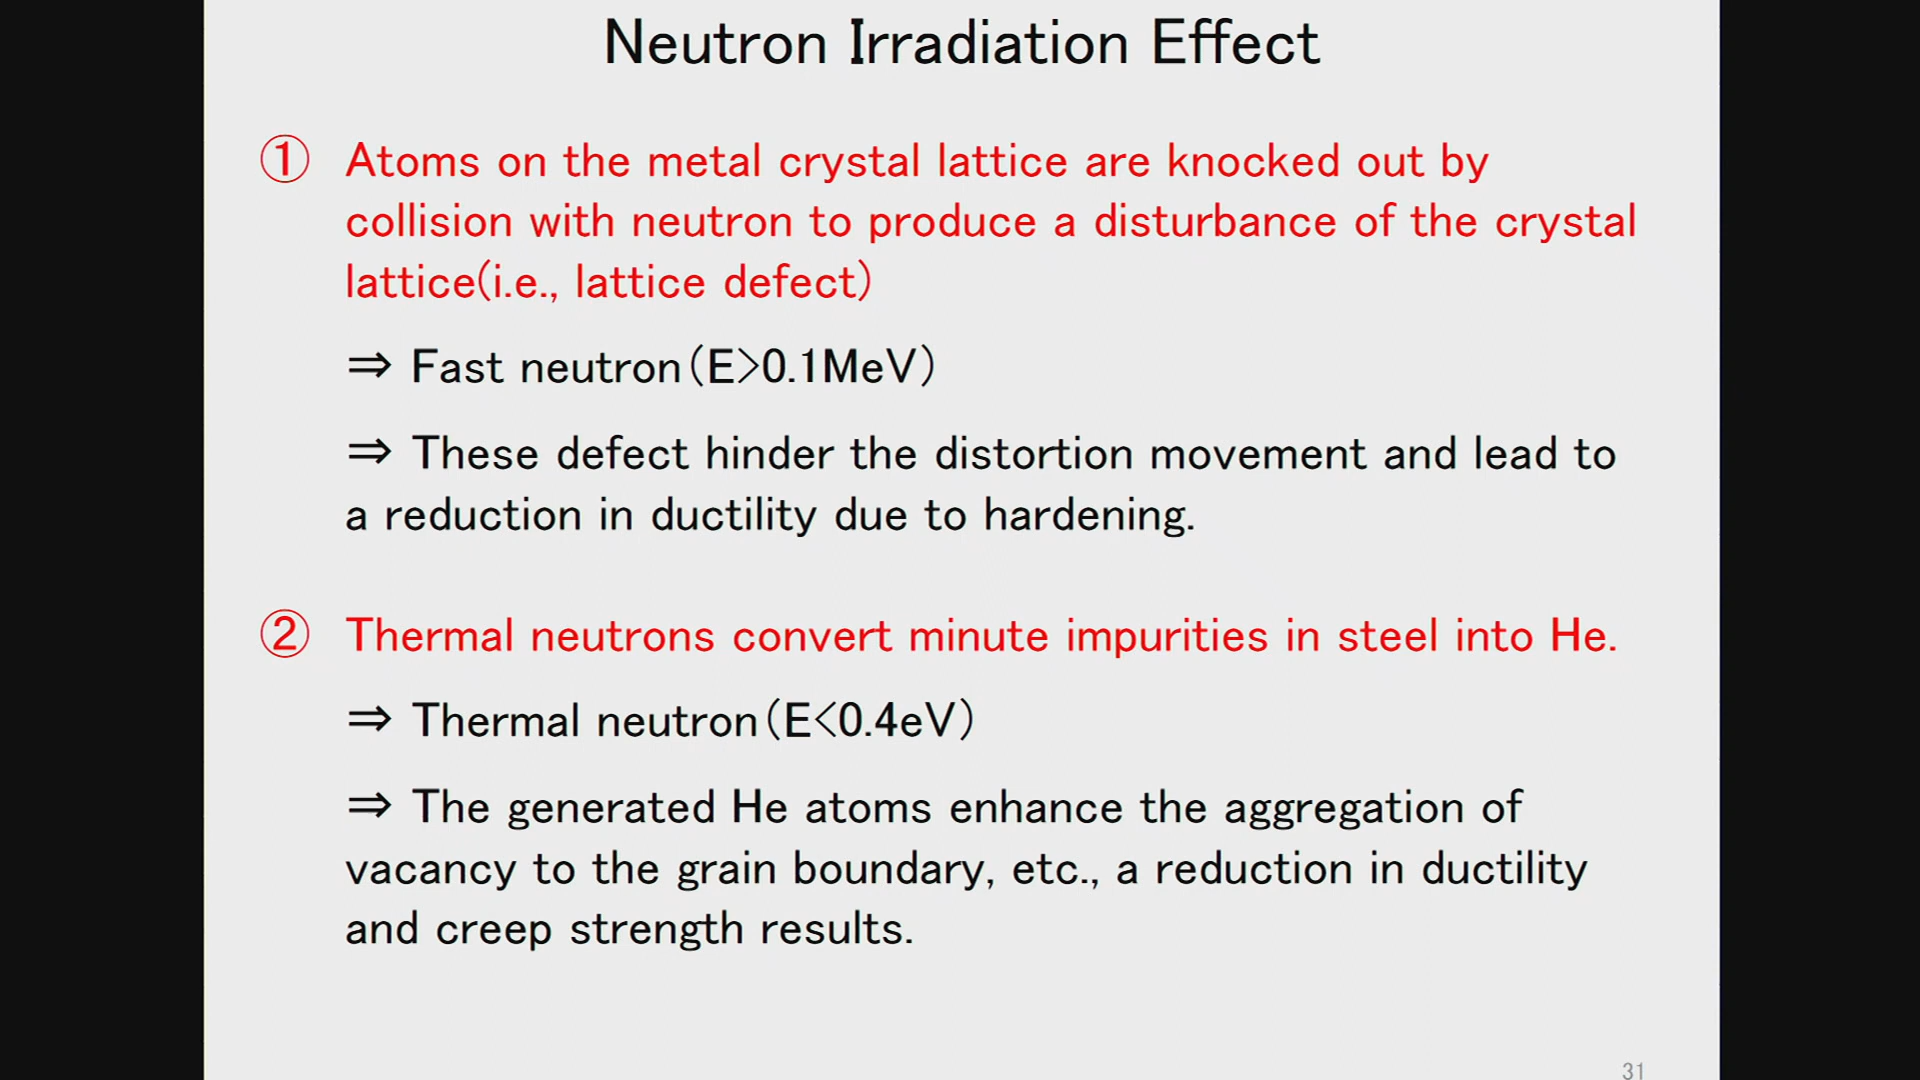 Neutron Irradiation Effect
① Atoms on the metal crystal lattice are knocked out by
collision with neutron to produce a disturbance of the crystal
lattice(i.e., lattice defect)
⇒ Fast neutron(E>0.1MeV)
⇒ These defect hinder the distortion movement and lead to
a reduction in ductility due to hardening.
② Thermal neutrons convert minute impurities in steel into He.
⇒ Thermal neutron(E<0.4eV)
⇒ The generated He atoms enhance the aggregation of
vacancy to the grain boundary, etc., a reduction in ductility
and creep strength results.
31